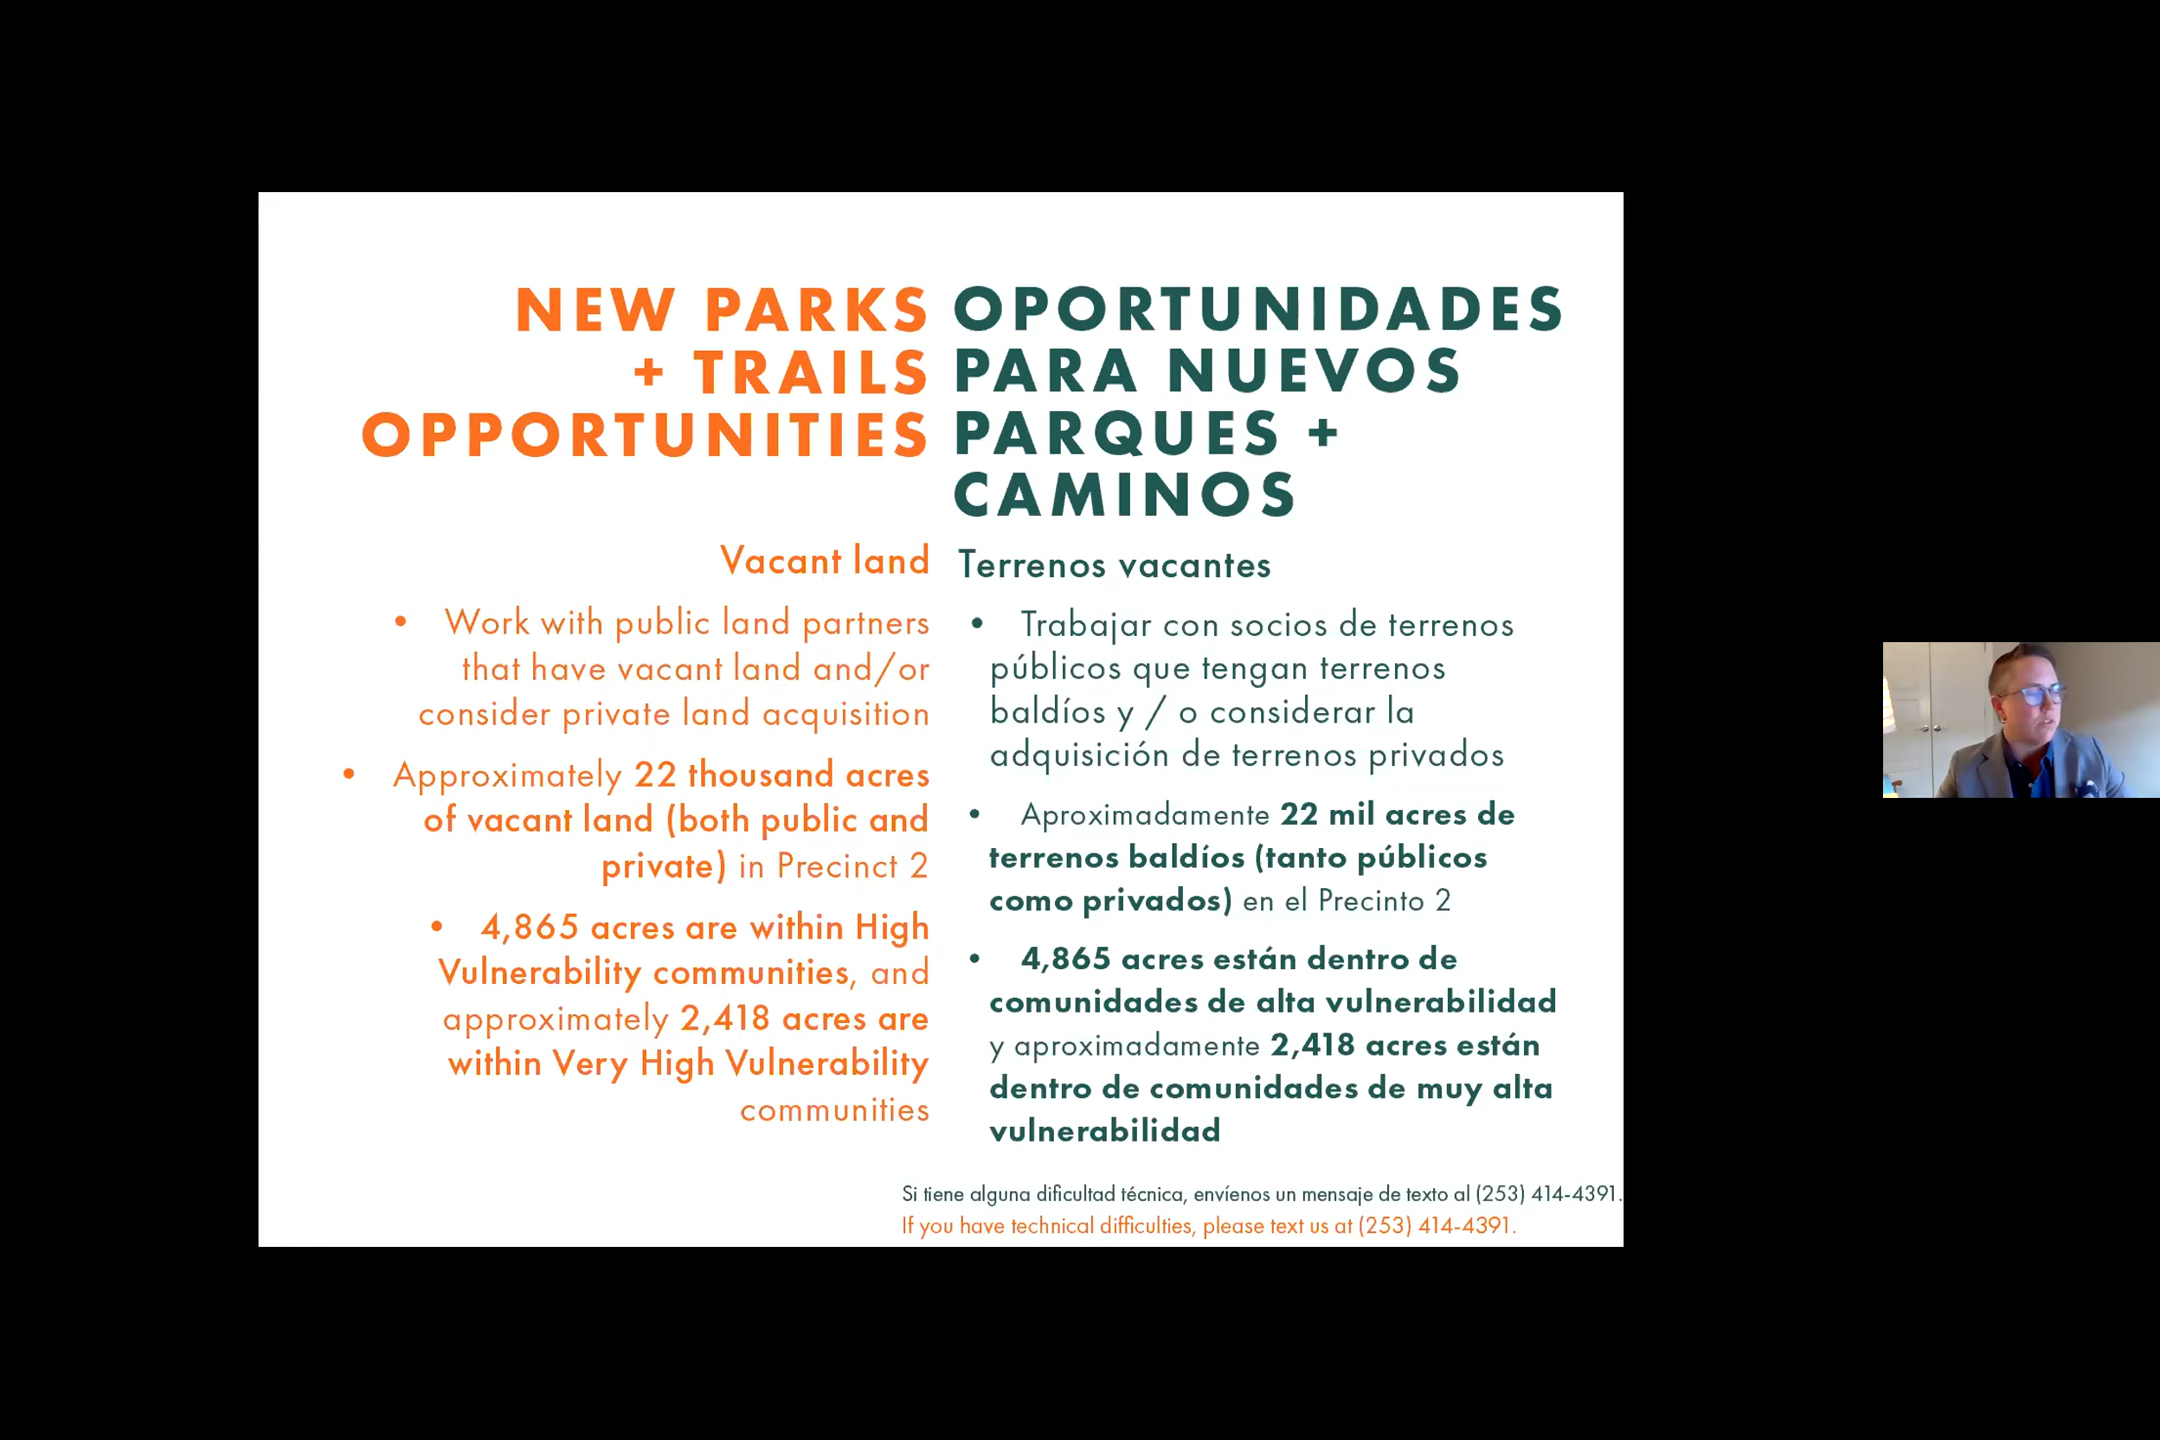 NEW PARKS
+ TRAILS
OPPORTUNITIES
Vacant land
• Work with public land partners
that have vacant land and/or
consider private land acquisition
• Approximately 22 thousand acres
of vacant land (both public and
private) in Precinct 2
• 4,865 acres are within High
Vulnerability communities, and
approximately 2,418 acres are
within Very High Vulnerability
communities
OPORTUNIDADES
PARA NUEVOS
PARQUES +
CAMINOS
Terrenos vacantes
• Trabajar con socios de terrenos
públicos que tengan terrenos
baldíos y / o considerar la
adquisición de terrenos privados
• Aproximadamente 22 mil acres de
terrenos baldíos (tanto públicos
como privados) en el Precinto 2
• 4,865 acres están dentro de
comunidades de alta vulnerabilidad
y aproximadamente 2,418 acres están
dentro de comunidades de muy alta
vulnerabilidad
Si tiene alguna dificultad técnica, envíenos un mensaje de texto al (253) 414-4391.
If you have technical difficulties, please text us at (253) 414-4391.